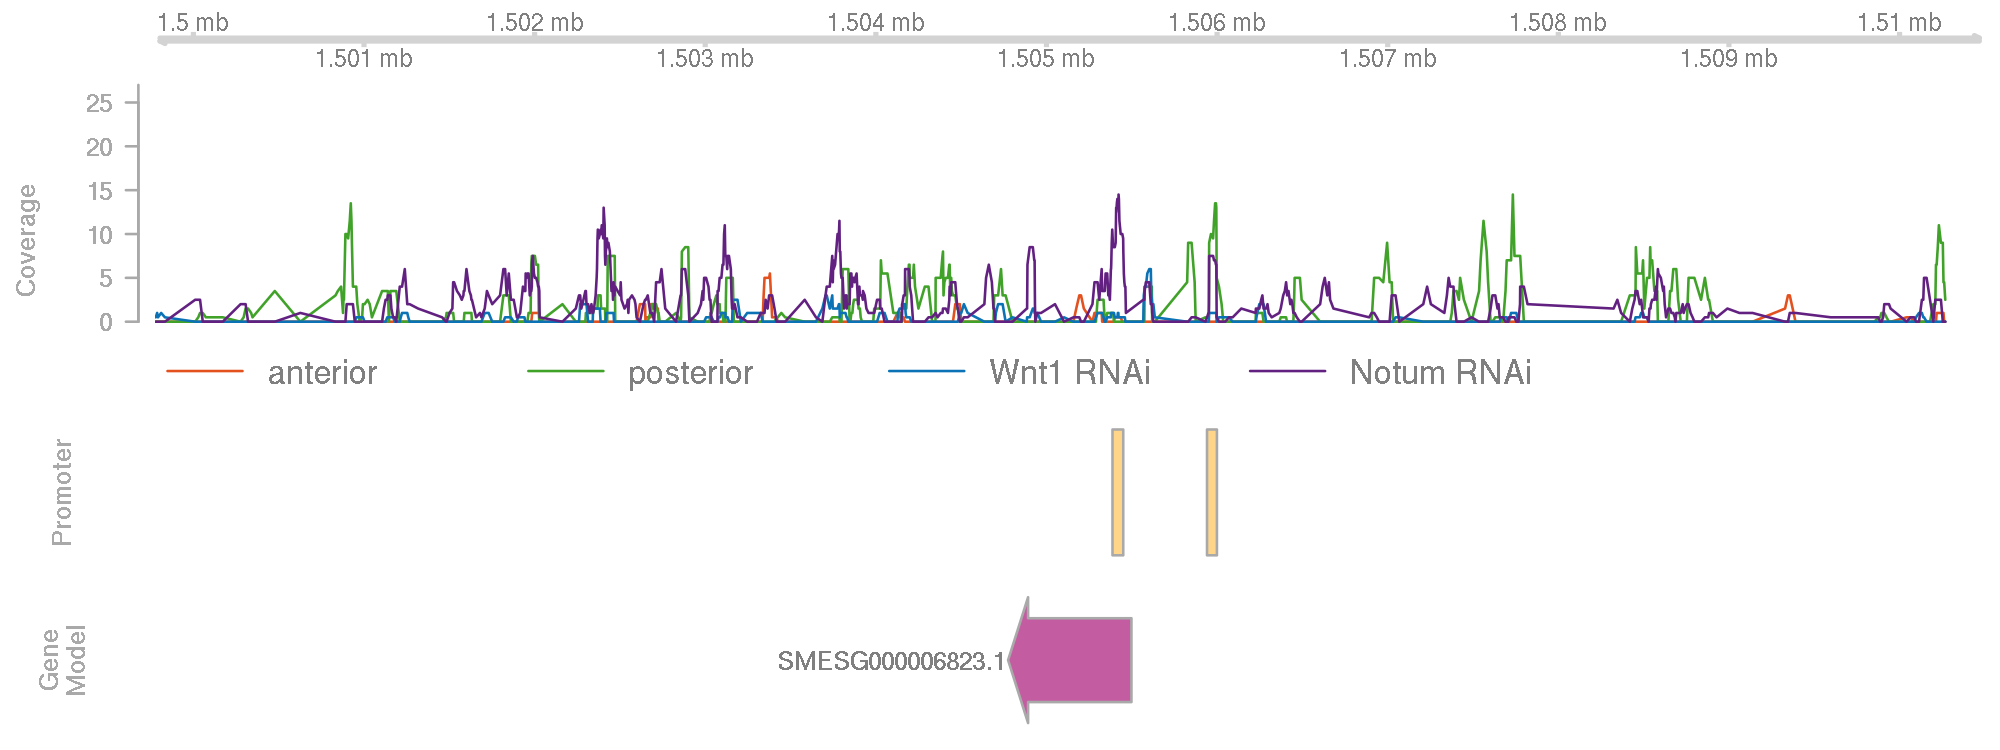 1.5 mb 1.502 mb 1.504 mb 1.506 mb 1.508 mb 1.51 mb
1.501 mb 1.503 mb 1.505 mb 1.507 mb 1.509 mb
Coverage
25
20
15
10
5
0
anterior posterior Wnt1 RNAi Notum RNAi
Promoter
Gene
Model
SMESG000006823.1